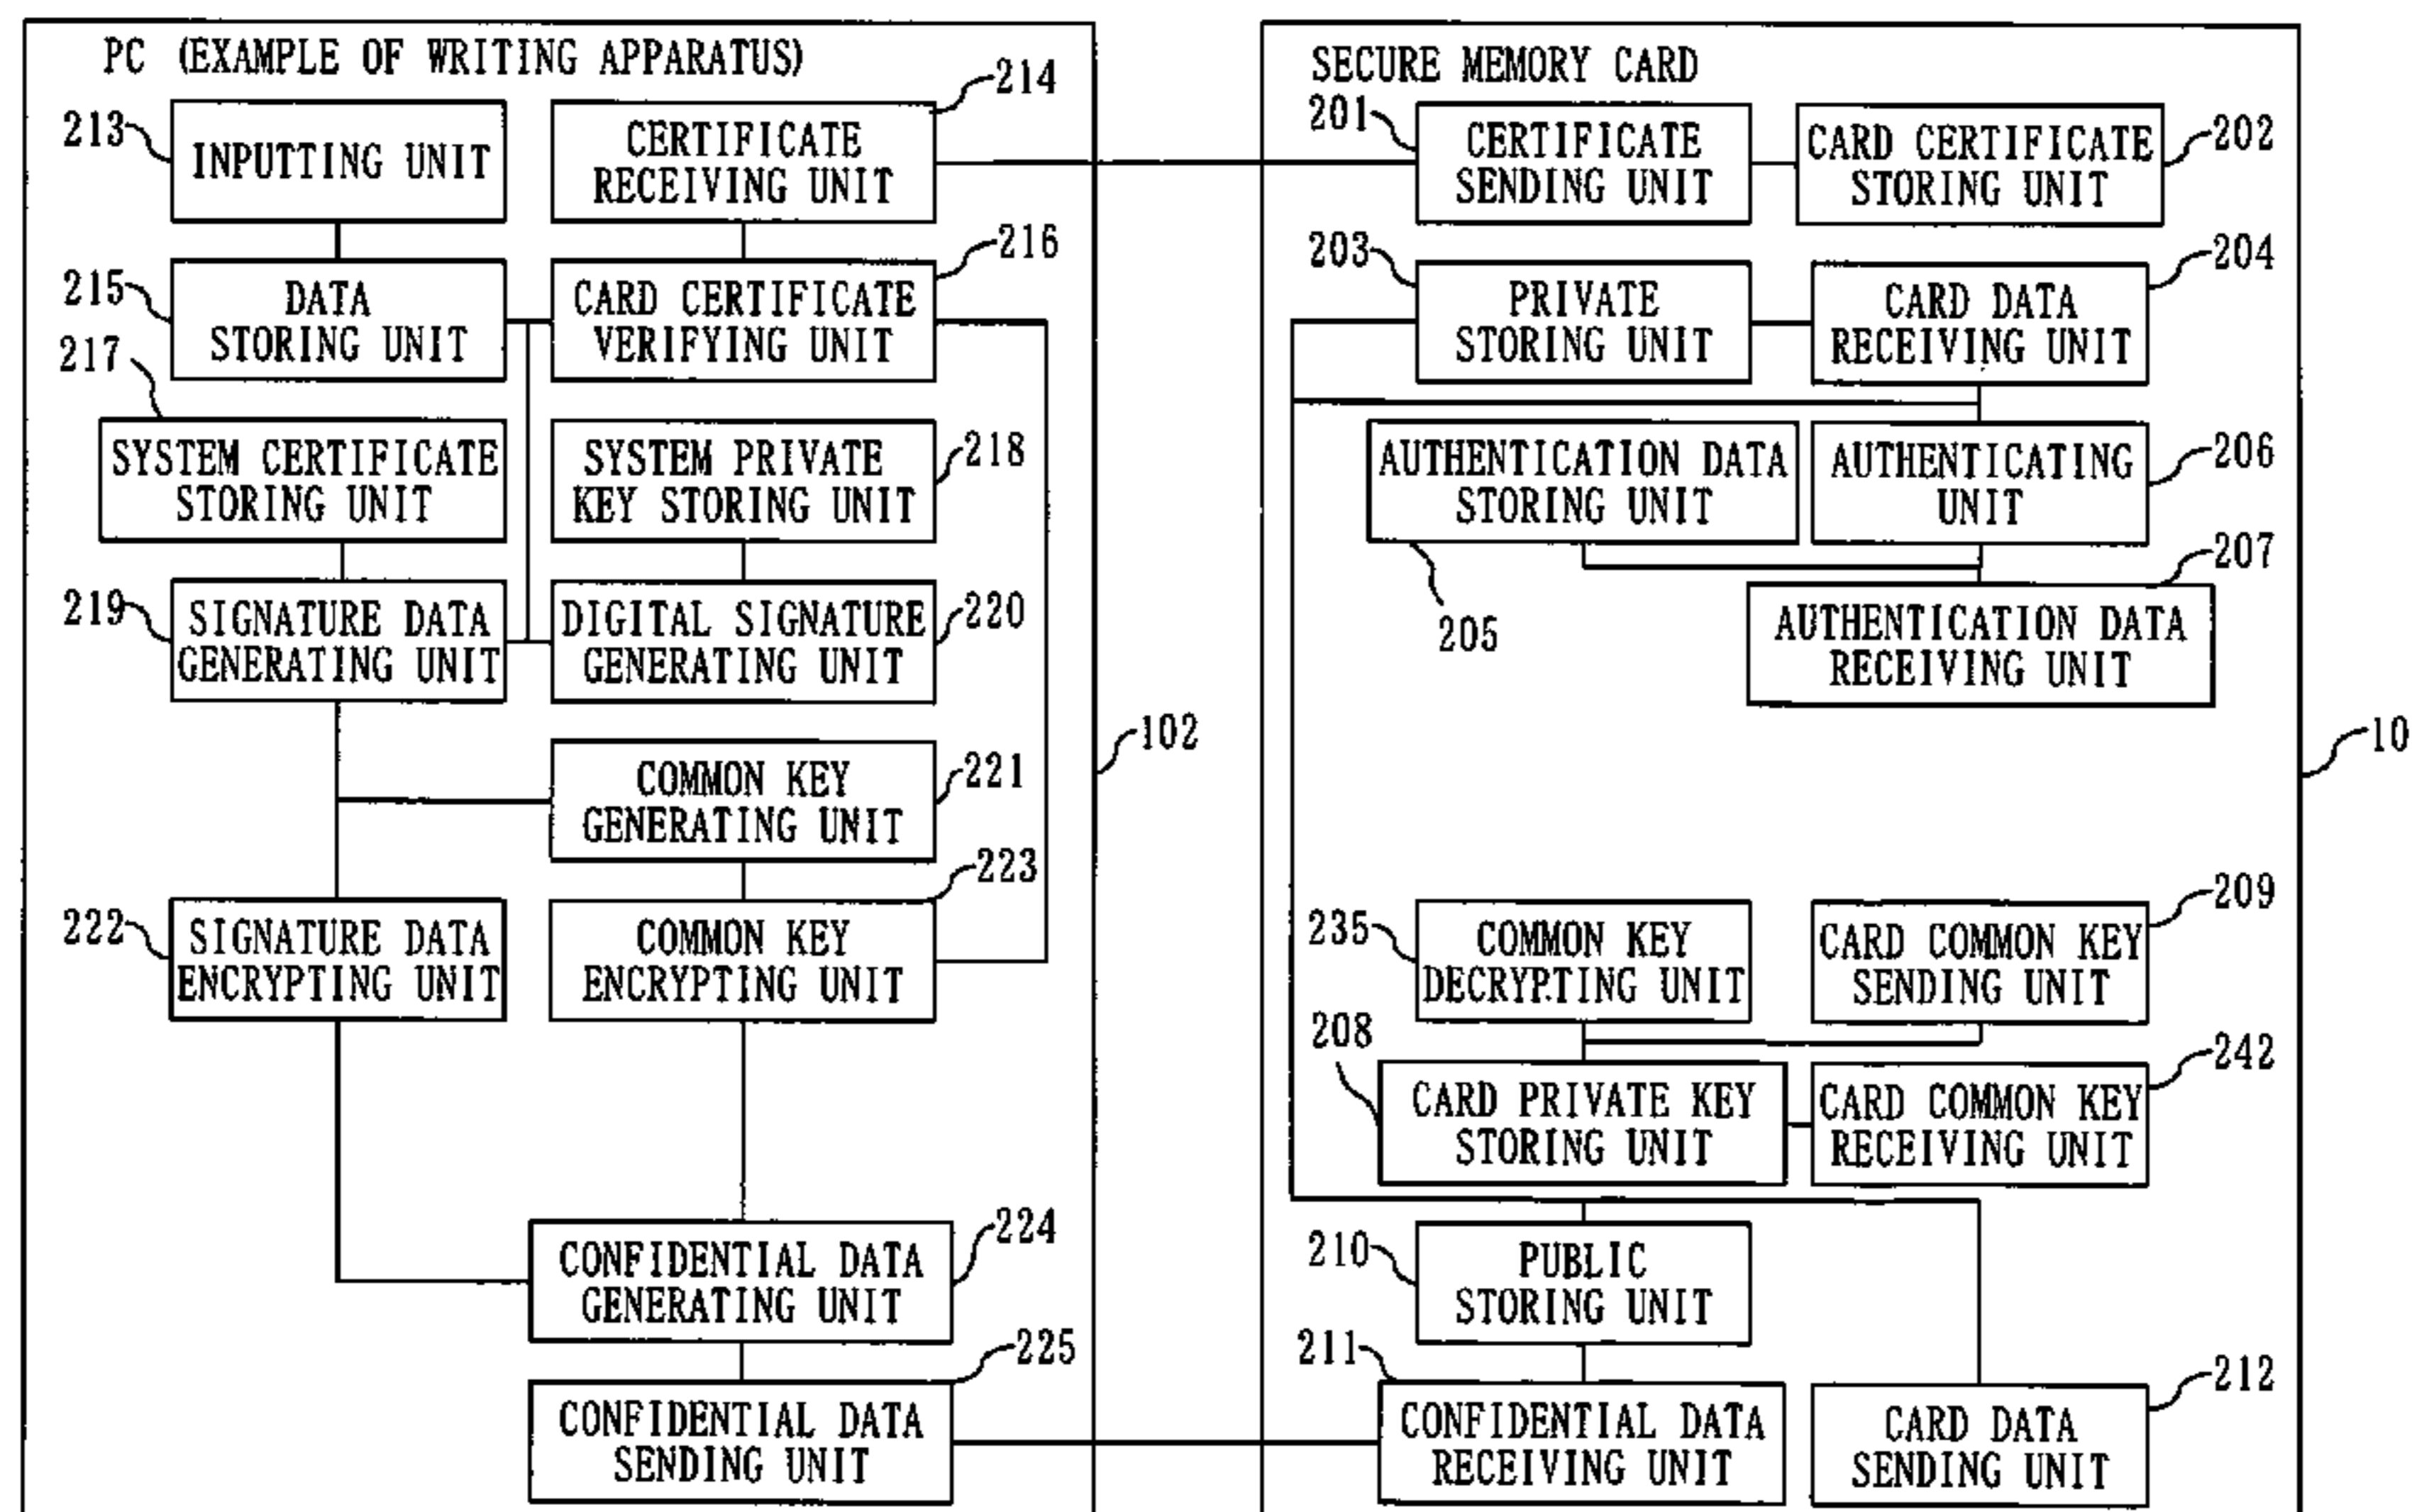 PC (EXAMPLE OF WRITING APPARATUS)
213
INPUTTING UNIT
214
CERTIFICATE
RECEIVING UNIT
215
DATA
STORING UNIT
216
CARD CERTIFICATE
VERIFYING UNIT
217
SYSTEM CERTIFICATE
STORING UNIT
218
SYSTEM PRIVATE
KEY STORING UNIT
219
SIGNATURE DATA
GENERATING UNIT
220
DIGITAL SIGNATURE
GENERATING UNIT
221
COMMON KEY
GENERATING UNIT
102
222
SIGNATURE DATA
ENCRYPTING UNIT
223
COMMON KEY
ENCRYPTING UNIT
224
CONFIDENTIAL DATA
GENERATING UNIT
225
CONFIDENTIAL DATA
SENDING UNIT
SECURE MEMORY CARD
201
CERTIFICATE
SENDING UNIT
202
CARD CERTIFICATE
STORING UNIT
203
PRIVATE
STORING UNIT
204
CARD DATA
RECEIVING UNIT
AUTHENTICATION DATA
STORING UNIT
205
206
AUTHENTICATING
UNIT
207
AUTHENTICATION DATA
RECEIVING UNIT
10
235
COMMON KEY
DECRYPTING UNIT
209
CARD COMMON KEY
SENDING UNIT
208
CARD PRIVATE KEY
STORING UNIT
242
CARD COMMON KEY
RECEIVING UNIT
210
PUBLIC
STORING UNIT
211
CONFIDENTIAL DATA
RECEIVING UNIT
212
CARD DATA
SENDING UNIT